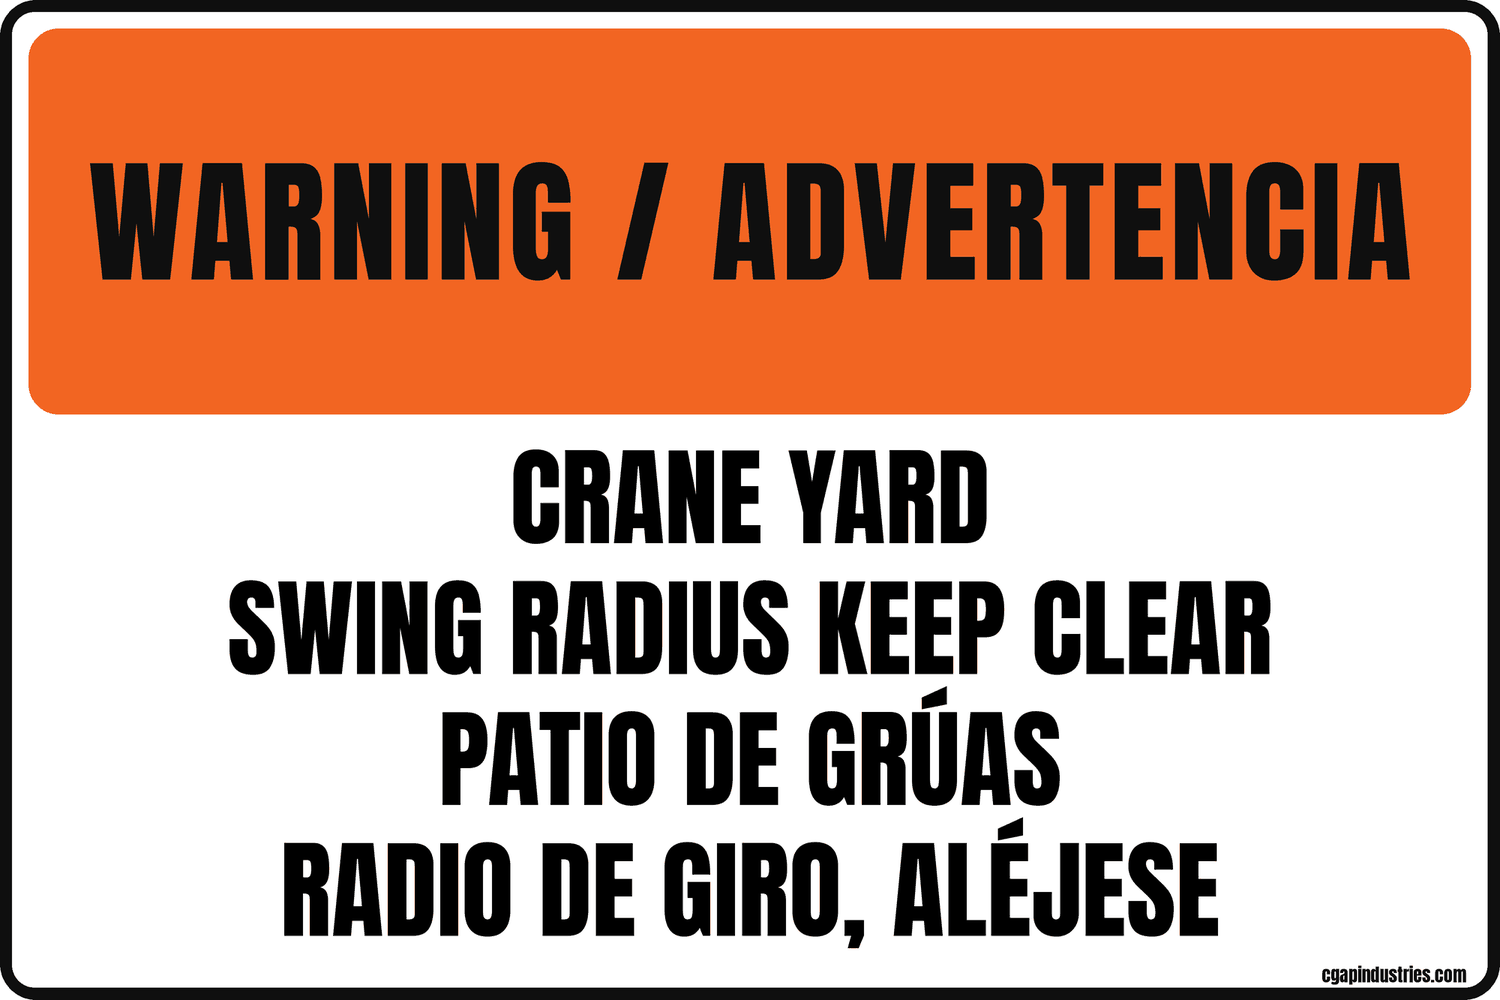 WARNING / ADVERTENCIA
CRANE YARD
SWING RADIUS KEEP CLEAR
PATIO DE GRÚAS
RADIO DE GIRO, ALÉJESE
cgapindustries.com